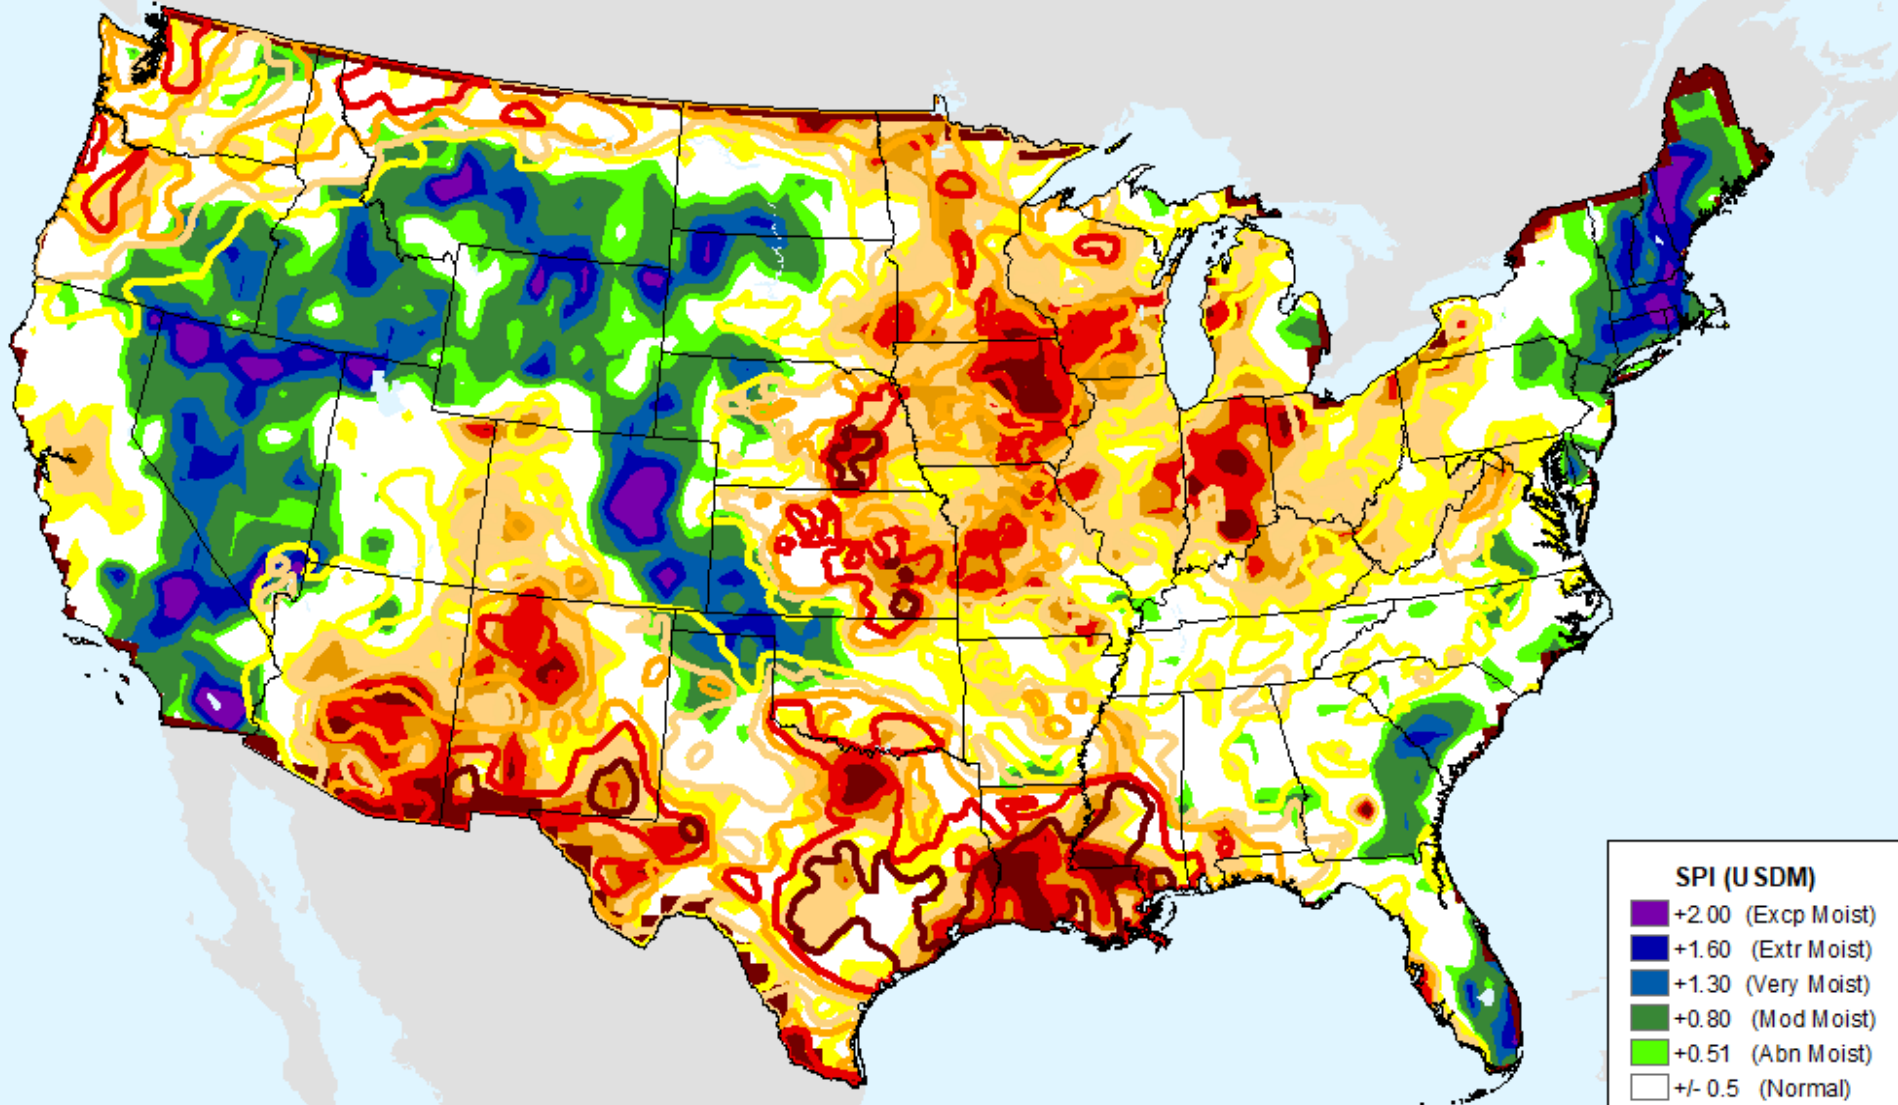 SPI (USDM)
+2.00 (Excp Moist)
+1.60 (Extr Moist)
+1.30 (Very Moist)
+0.80 (Mod Moist)
+0.51 (Abn Moist)
+/- 0.5 (Normal)